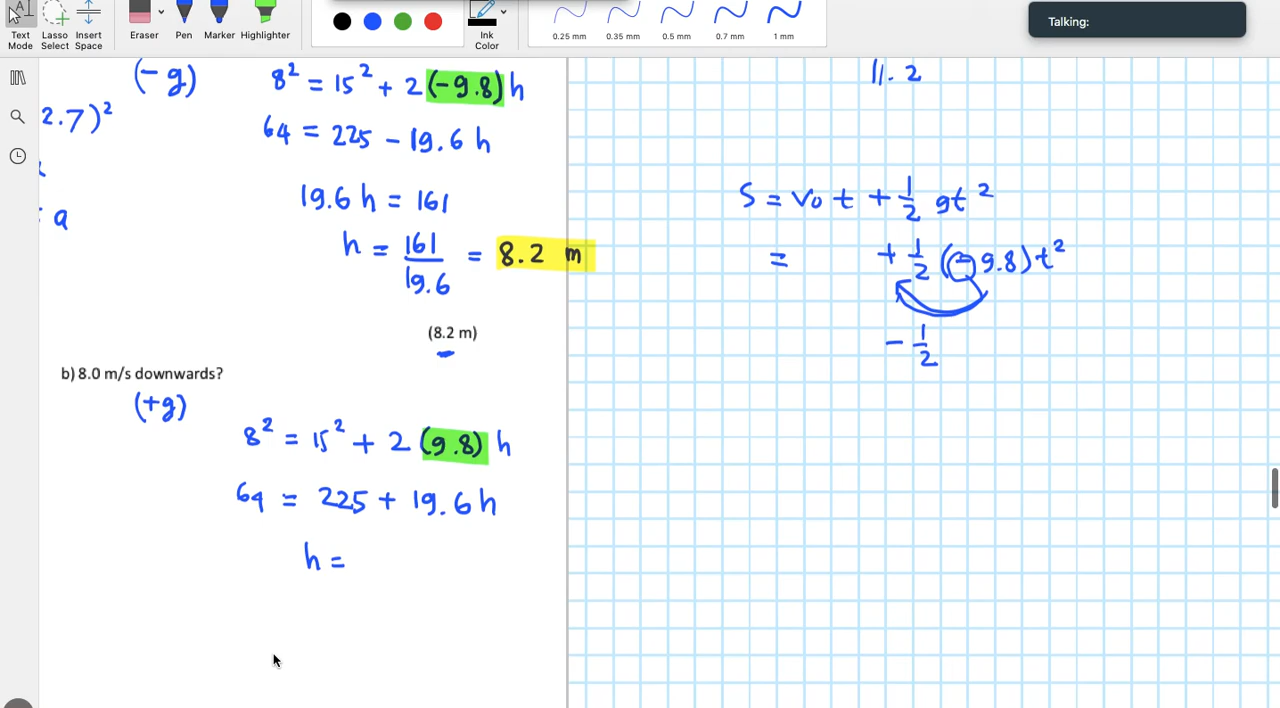 Text Mode
Lasso Select
Insert Space
Eraser
Pen
Marker
Highlighter
Ink Color
0.25 mm
0.35 mm
0.5 mm
0.7 mm
1 mm
Talking:
(- g)
8² = 15² + 2 (-9.8) h
2.7)²
64 = 225 - 19.6 h
19.6 h = 161
a
h = 161/19.6 = 8.2 m
(8.2 m)
b) 8.0 m/s downwards?
(+g)
8² = 15² + 2 (9.8) h
64 = 225 + 19.6 h
h =
11.2
S = v₀ t + 1/2 gt²
= + 1/2 (-9.8) t²
- 1/2